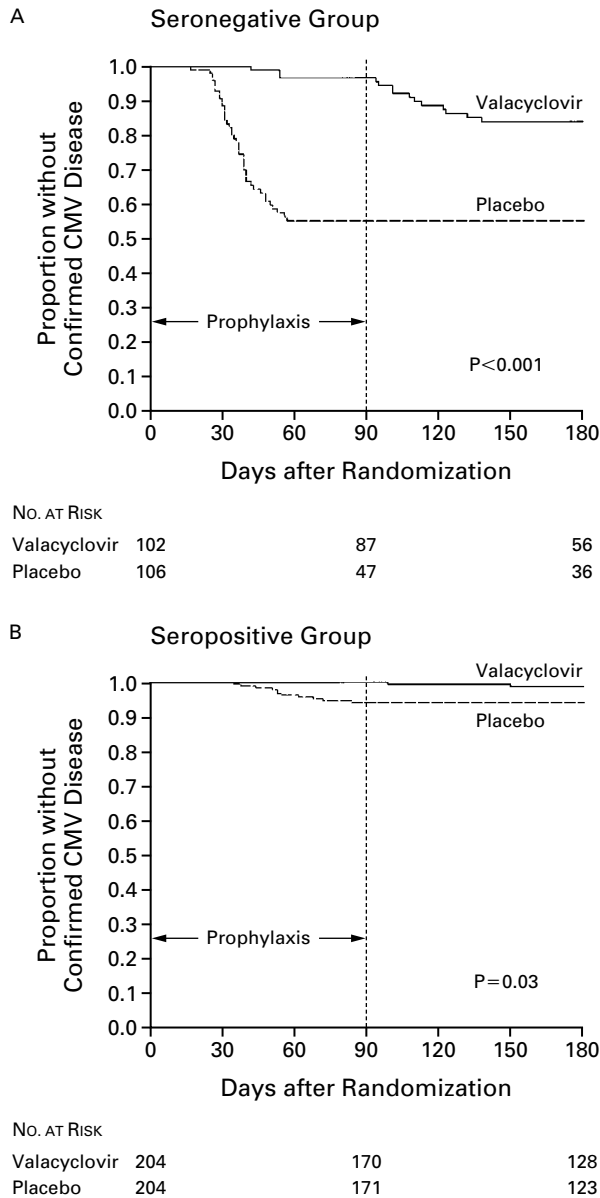 A Seronegative Group
Proportion without
Confirmed CMV Disease
1.0
0.9
0.8
0.7
0.6
0.5
0.4
0.3
0.2
0.1
0.0
Valacyclovir
Placebo
Prophylaxis
P<0.001
0 30 60 90 120 150 180
Days after Randomization
NO. AT RISK
Valacyclovir 102 87 56
Placebo 106 47 36
B Seropositive Group
Proportion without
Confirmed CMV Disease
1.0
0.9
0.8
0.7
0.6
0.5
0.4
0.3
0.2
0.1
0.0
Valacyclovir
Placebo
Prophylaxis
P=0.03
0 30 60 90 120 150 180
Days after Randomization
NO. AT RISK
Valacyclovir 204 170 128
Placebo 204 171 123